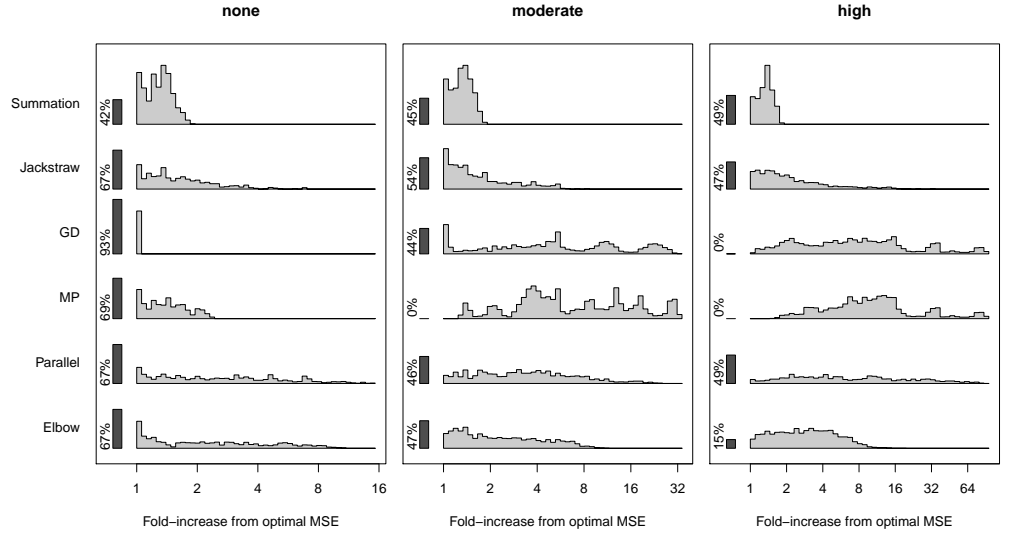 none moderate high
Summation 42% 45% 49%
Jackstraw 67% 54% 47%
GD 93% 44% 0%
MP 69% 0% 0%
Parallel 67% 46% 49%
Elbow 67% 47% 15%
1 2 4 8 16 1 2 4 8 16 32 1 2 4 8 16 32 64
Fold−increase from optimal MSE Fold−increase from optimal MSE Fold−increase from optimal MSE